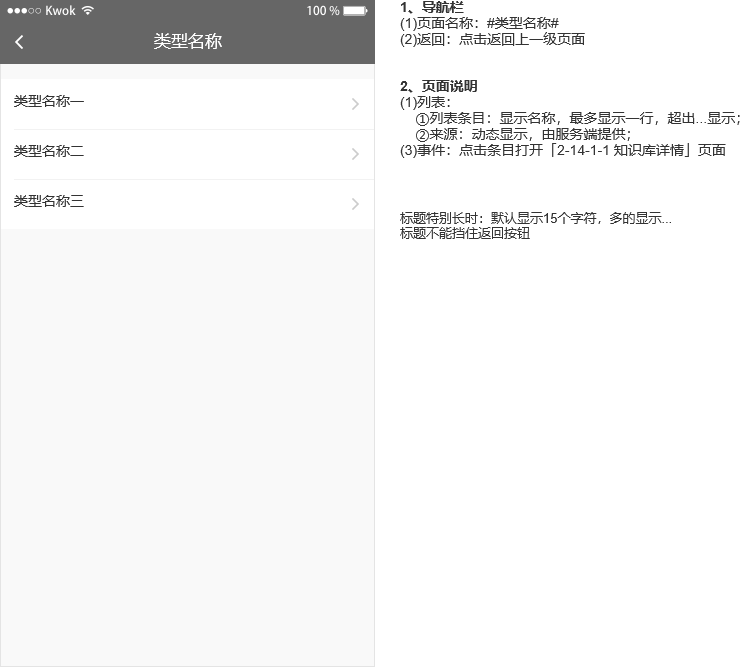 Kwok
100 %
类型名称
类型名称一
类型名称二
类型名称三
1、导航栏
(1)页面名称：#类型名称#
(2)返回：点击返回上一级页面
2、页面说明
(1)列表：
①列表条目：显示名称，最多显示一行，超出...显示；
②来源：动态显示，由服务端提供；
(3)事件：点击条目打开「2-14-1-1 知识库详情」页面
标题特别长时：默认显示15个字符，多的显示...
标题不能挡住返回按钮